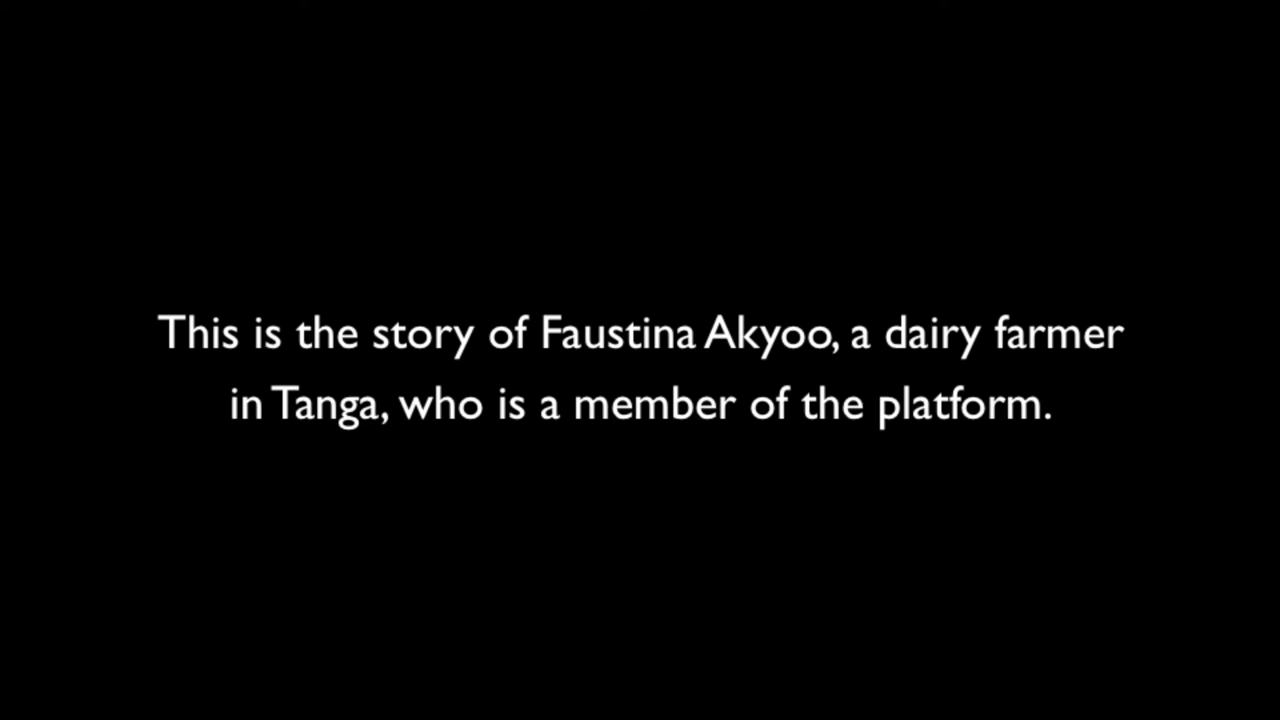 This is the story of Faustina Akyoo, a dairy farmer
in Tanga, who is a member of the platform.